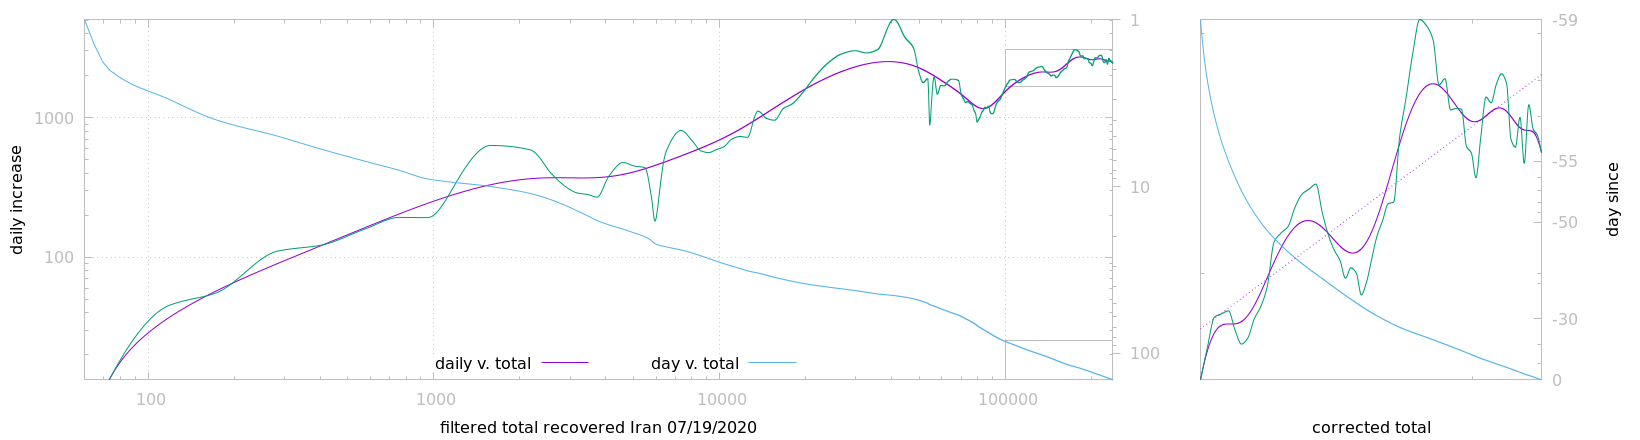 1
-59
1000
daily increase
-55
10
-50
day since
100
-30
daily v. total
day v. total
100
0
100
1000
10000
100000
filtered total recovered Iran 07/19/2020
corrected total